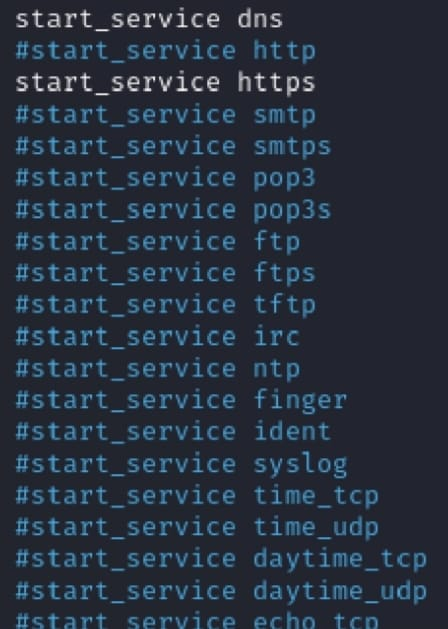 start_service dns
#start_service http
start_service https
#start_service smtp
#start_service smtps
#start_service pop3
#start_service pop3s
#start_service ftp
#start_service ftps
#start_service tftp
#start_service irc
#start_service ntp
#start_service finger
#start_service ident
#start_service syslog
#start_service time_tcp
#start_service time_udp
#start_service daytime_tcp
#start_service daytime_udp
#start_service echo_tcp